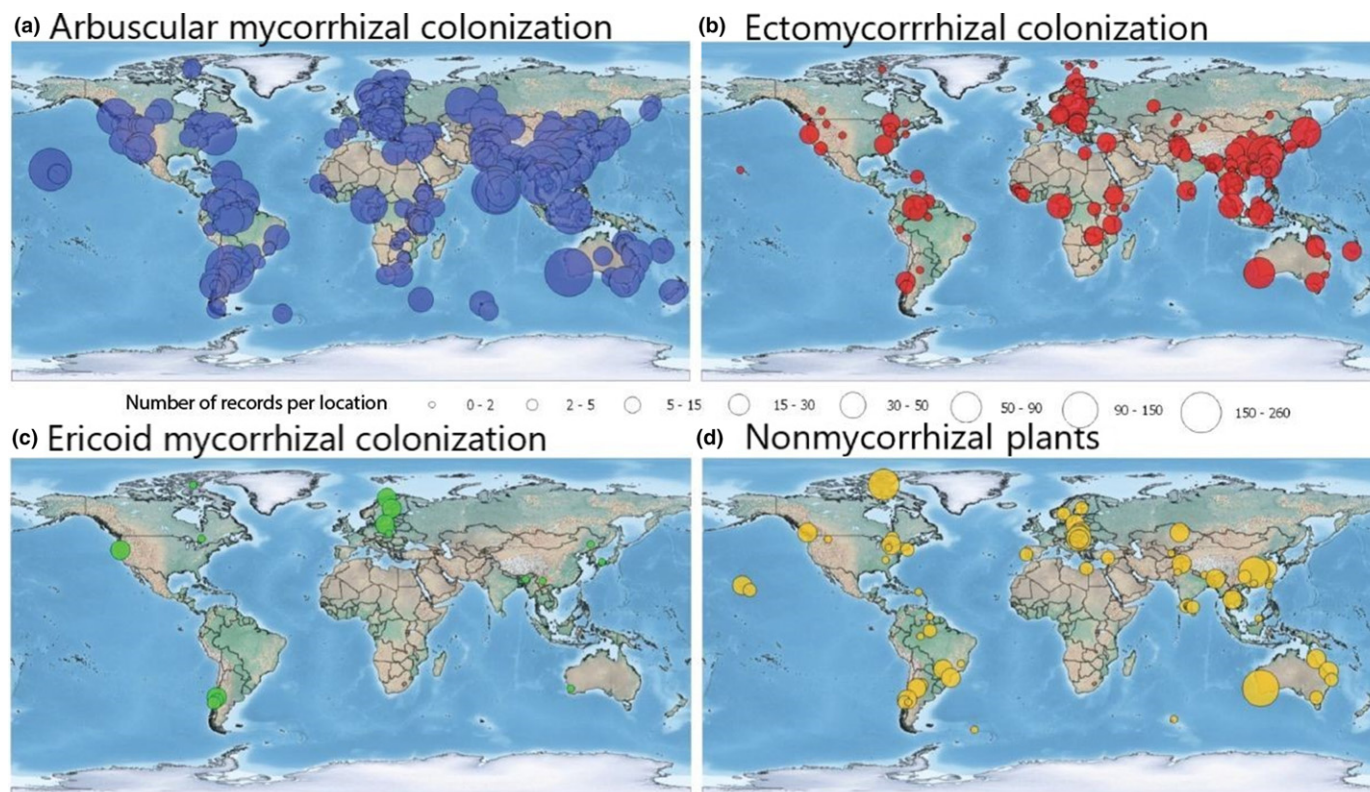 (a) Arbuscular mycorrhizal colonization
(b) Ectomycorrrhizal colonization
Number of records per location 0 - 2 2 - 5 5 - 15 15 - 30 30 - 50 50 - 90 90 - 150 150 - 260
(c) Ericoid mycorrhizal colonization
(d) Nonmycorrhizal plants